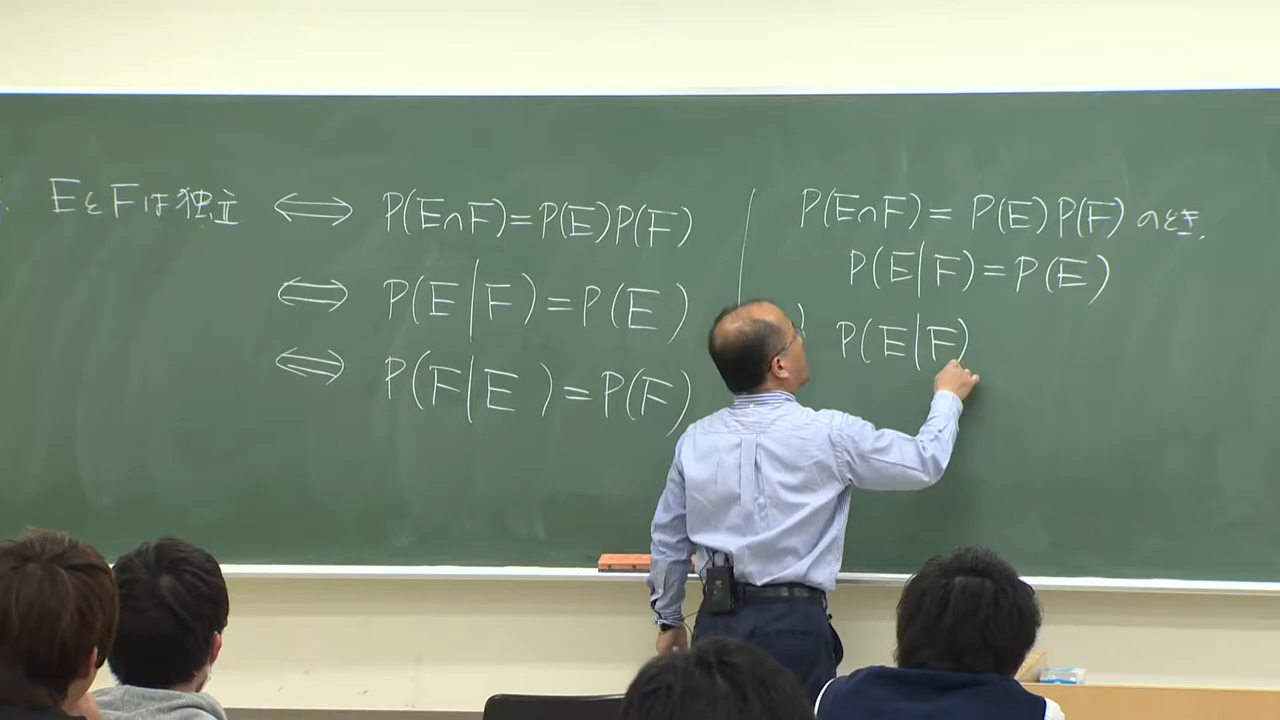 EとFは独立 ⟺ P(E∩F)=P(E)P(F)
⟺ P(E|F)=P(E)
⟺ P(F|E)=P(F)
P(E∩F)= P(E)P(F) のとき,
P(E|F)=P(E)
) P(E|F)